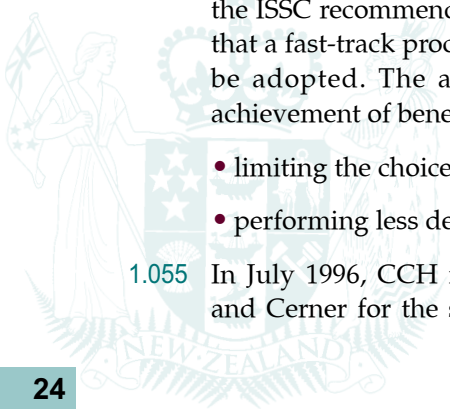 the ISSC recommend
that a fast-track proc
be adopted. The a
achievement of bene
• limiting the choice
• performing less de
1.055 In July 1996, CCH
and Cerner for the s
NEW·ZEALAND
24